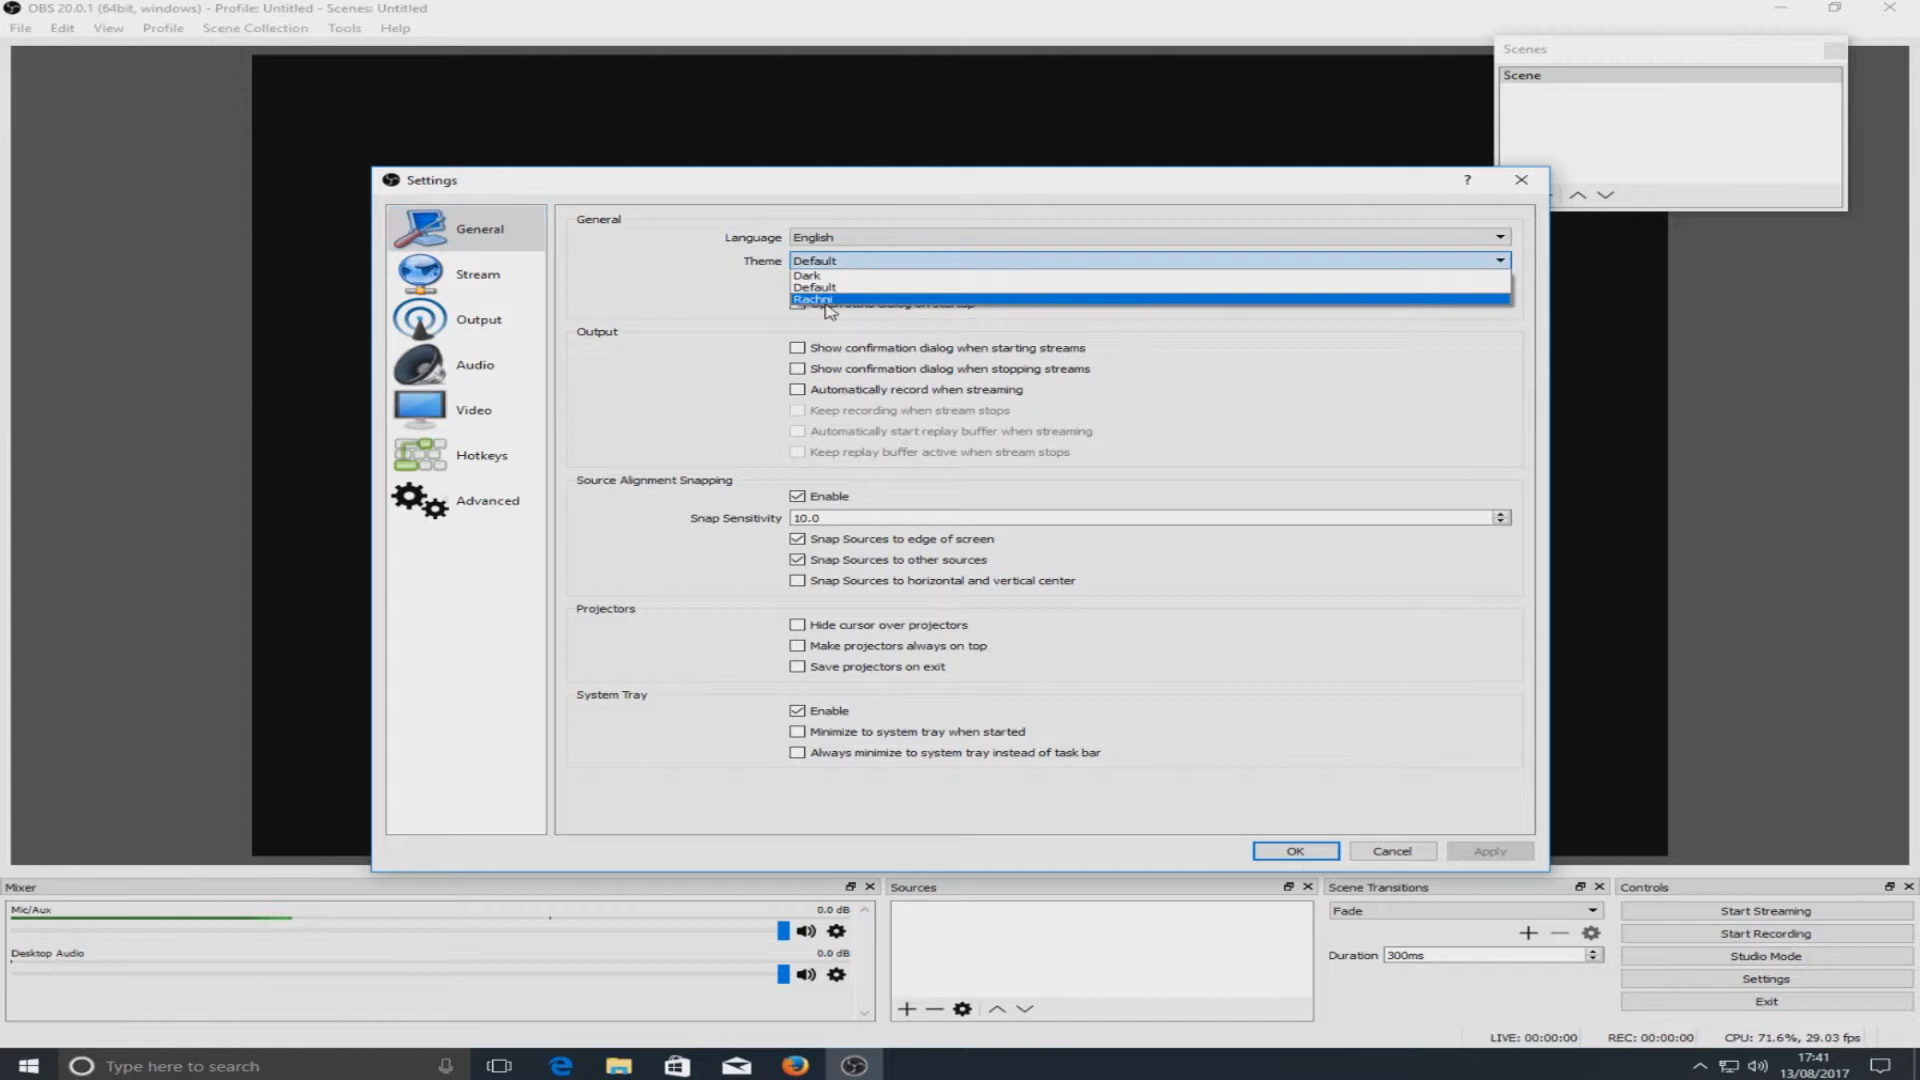 OBS 20.0.1 (64bit, windows) - Profile: Untitled - Scenes: Untitled
File Edit View Profile Scene Collection Tools Help
Scenes
Scene
Settings
?
General
Stream
Output
Audio
Video
Hotkeys
Advanced
General
Language English
Theme Default
Dark
Default
Rachni
Output
Show confirmation dialog when starting streams
Show confirmation dialog when stopping streams
Automatically record when streaming
Keep recording when stream stops
Automatically start replay buffer when streaming
Keep replay buffer active when stream stops
Source Alignment Snapping
Enable
Snap Sensitivity 10.0
Snap Sources to edge of screen
Snap Sources to other sources
Snap Sources to horizontal and vertical center
Projectors
Hide cursor over projectors
Make projectors always on top
Save projectors on exit
System Tray
Enable
Minimize to system tray when started
Always minimize to system tray instead of task bar
OK Cancel Apply
Mixer
Mic/Aux 0.0 dB
Desktop Audio 0.0 dB
Sources
Scene Transitions
Fade
Duration 300ms
Controls
Start Streaming
Start Recording
Studio Mode
Settings
Exit
LIVE: 00:00:00 REC: 00:00:00 CPU: 71.6%, 29.03 fps
Type here to search
17:41
13/08/2017